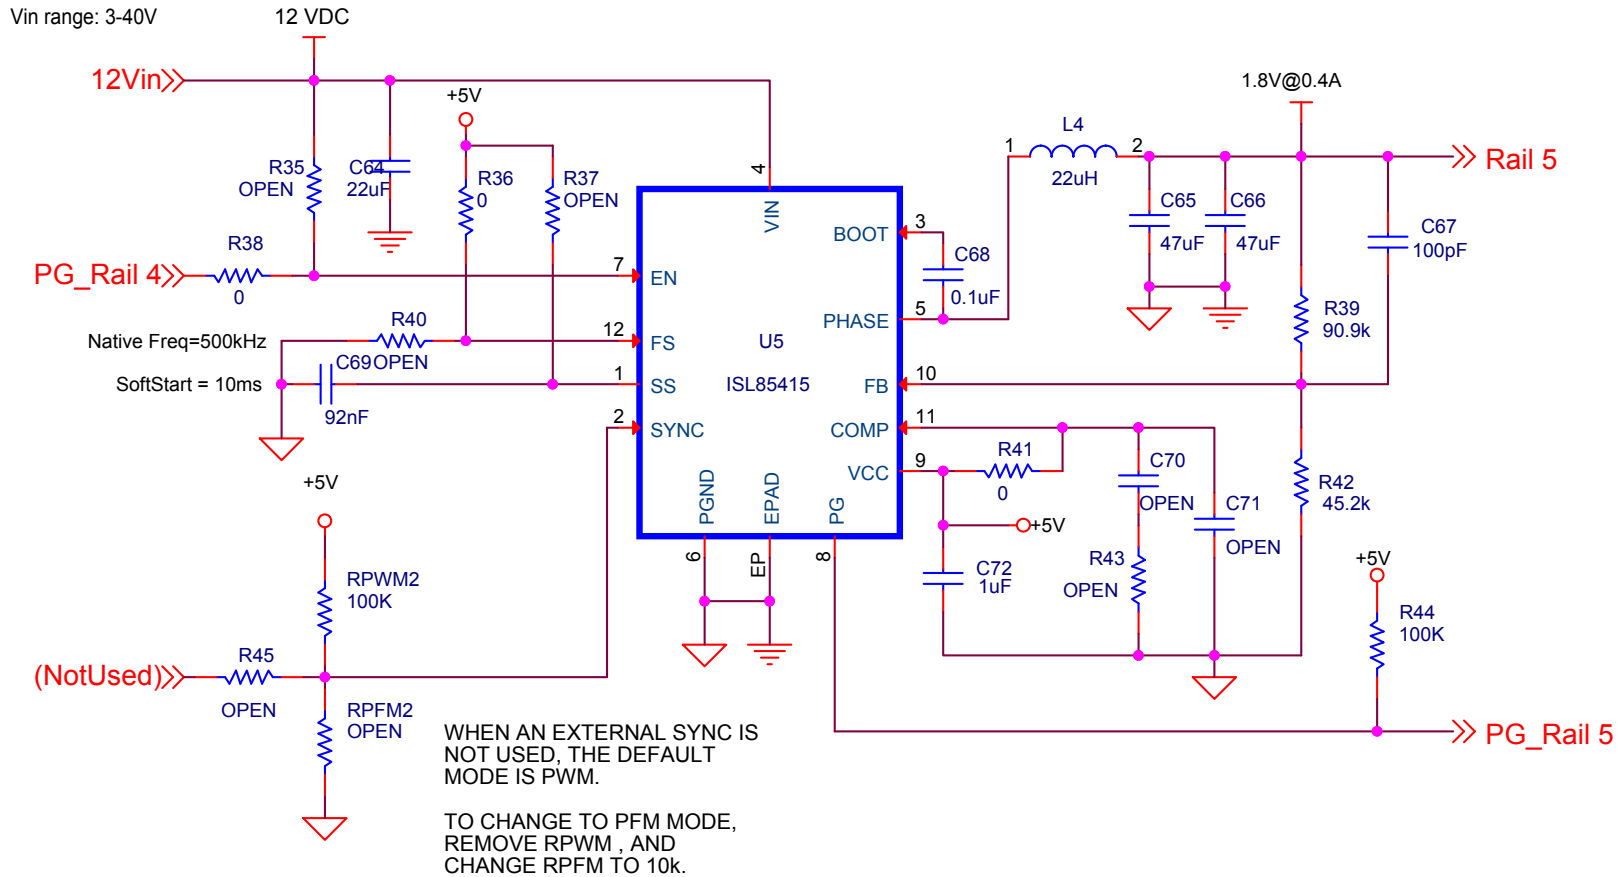 Vin range: 3-40V
12 VDC
12Vin
+5V
1.8V@0.4A
L4
1
2
22uH
Rail 5
R35
OPEN
C64
22uF
R36
0
R37
OPEN
4
VIN
3
BOOT
C68
0.1uF
C65
47uF
C66
47uF
C67
100pF
R38
0
PG_Rail 4
7
EN
5
PHASE
R39
90.9k
Native Freq=500kHz
R40
OPEN
12
FS
U5
ISL85415
SoftStart = 10ms
C69
92nF
1
SS
10
FB
2
SYNC
11
COMP
9
VCC
R41
0
C70
OPEN
C71
OPEN
R42
45.2k
PGND
EPAD
PG
6
EP
8
+5V
C72
1uF
R43
OPEN
+5V
R44
100K
+5V
RPWM2
100K
(NotUsed)
R45
OPEN
RPFM2
OPEN
PG_Rail 5
WHEN AN EXTERNAL SYNC IS
NOT USED, THE DEFAULT
MODE IS PWM.
TO CHANGE TO PFM MODE,
REMOVE RPWM , AND
CHANGE RPFM TO 10k.